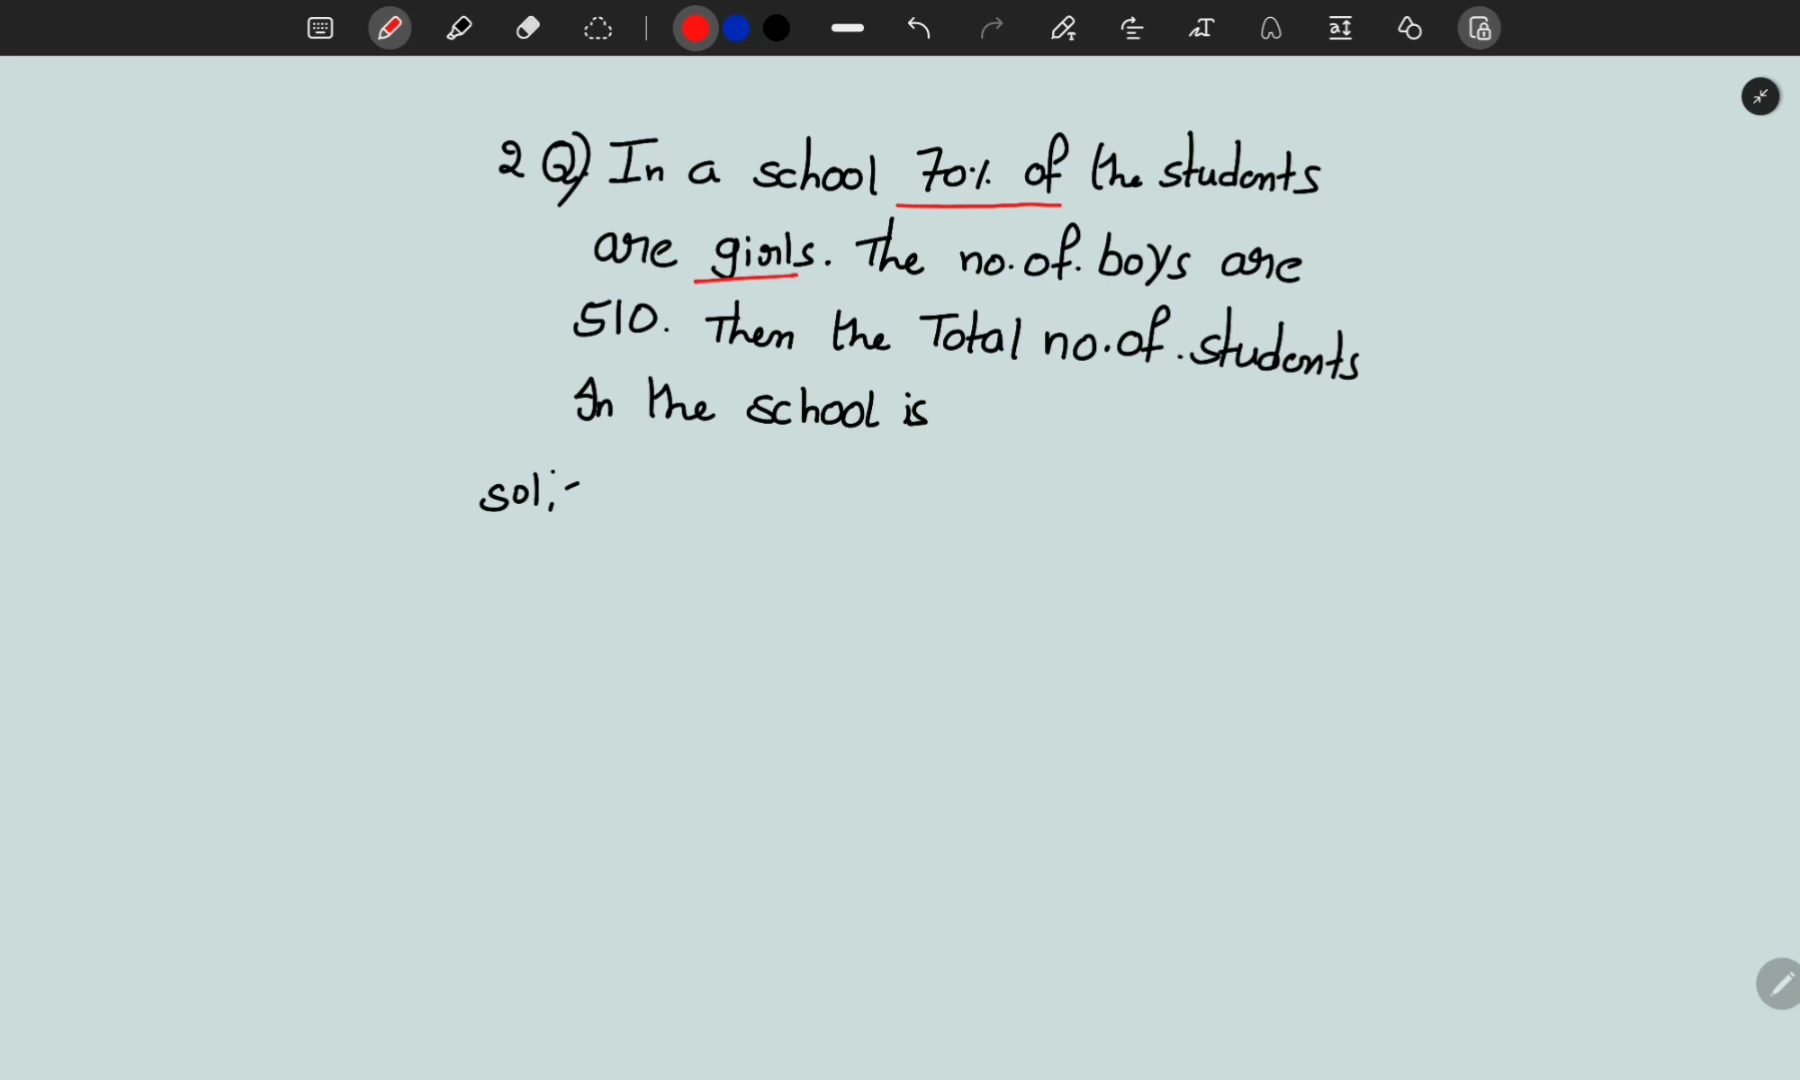 2 Q) In a school 70% of the students
are girls. The no.of. boys are
510. Then the Total no.of.students
In the school is
sol:-